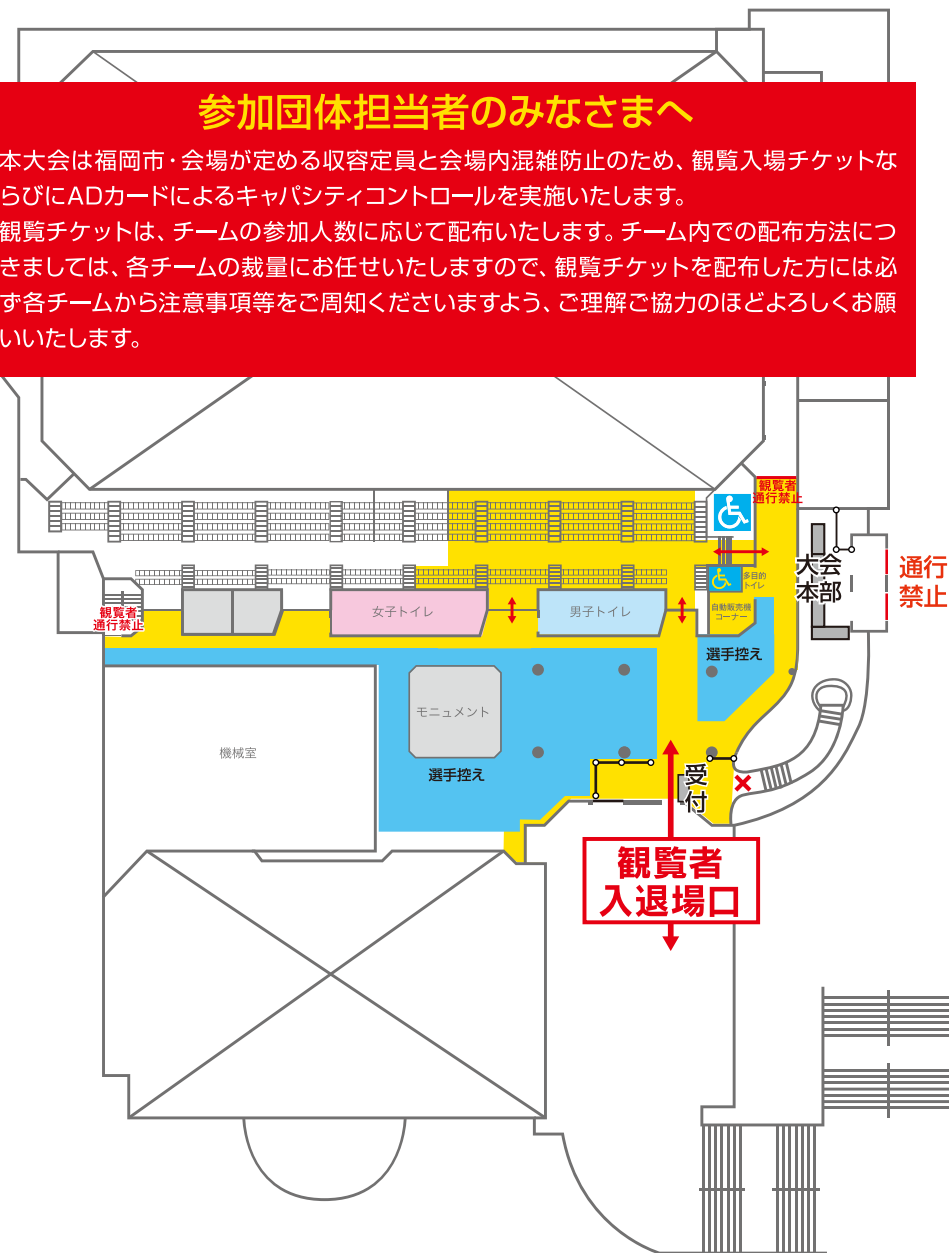 参加団体担当者のみなさまへ
本大会は福岡市・会場が定める収容定員と会場内混雑防止のため、観覧入場チケットな
らびにADカードによるキャパシティコントロールを実施いたします。
観覧チケットは、チームの参加人数に応じて配布いたします。チーム内での配布方法につ
きましては、各チームの裁量にお任せいたしますので、観覧チケットを配布した方には必
ず各チームから注意事項等をご周知くださいますよう、ご理解ご協力のほどよろしくお願
いいたします。
観覧者
通行禁止
大会
本部
通行
禁止
多目的
トイレ
観覧者
通行禁止
女子トイレ
男子トイレ
自動販売機
コーナー
選手控え
モニュメント
機械室
選手控え
受付
観覧者
入退場口